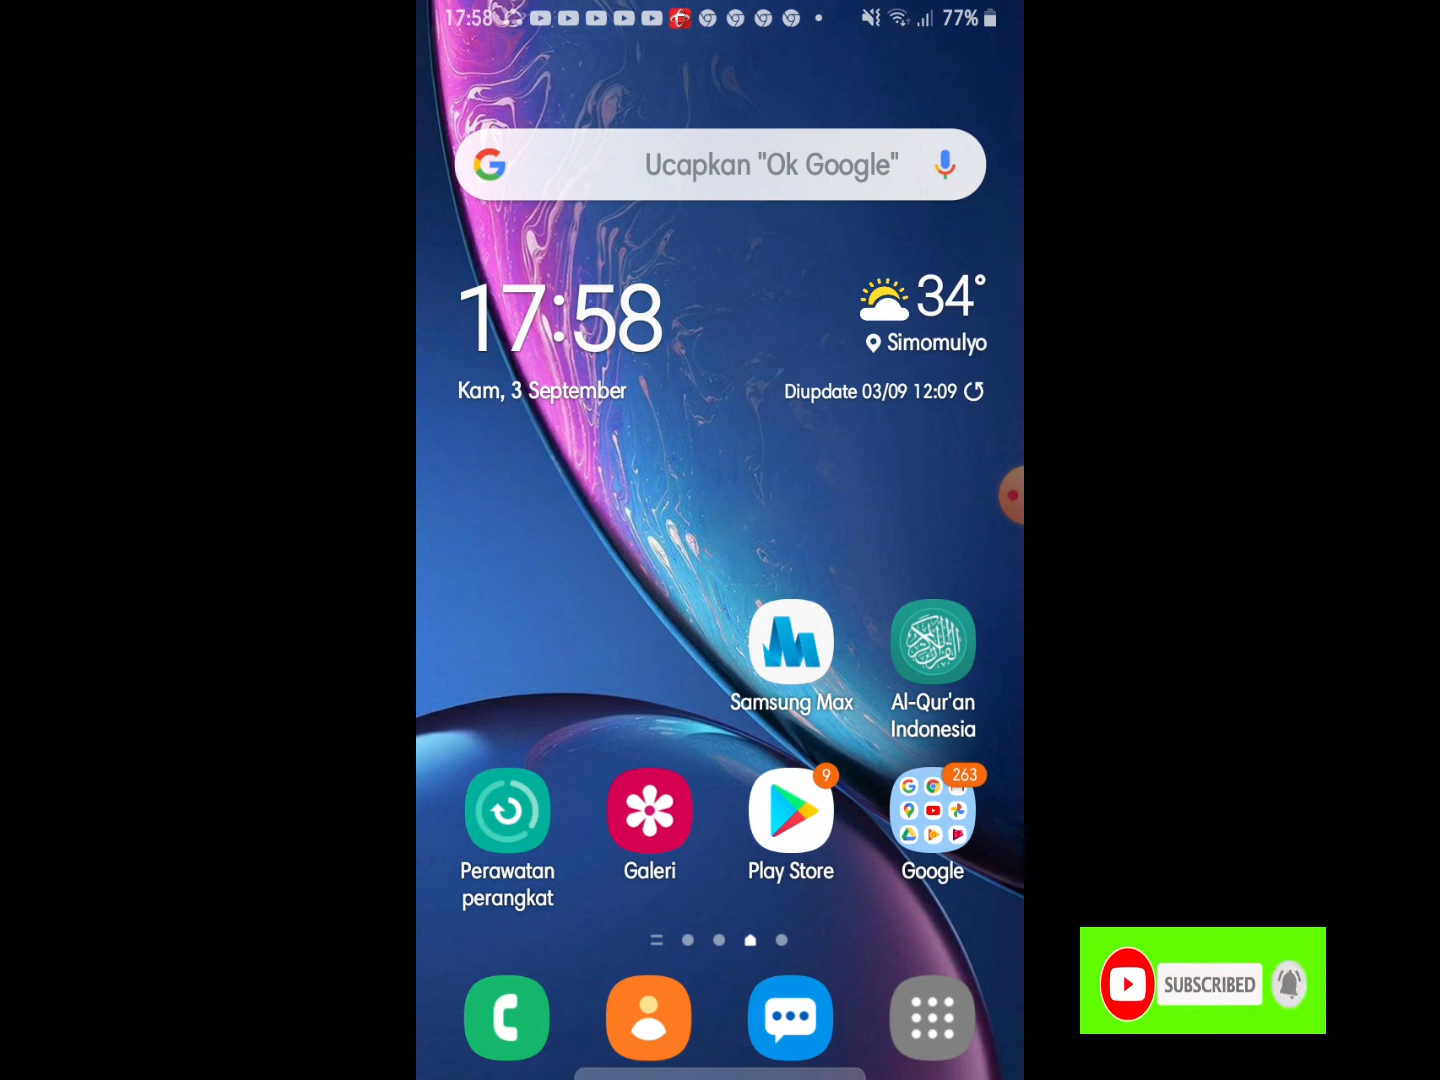 17:58
77%
Ucapkan "Ok Google"
17:58
34°
Simomulyo
Kam, 3 September
Diupdate 03/09 12:09
Samsung Max
Al-Qur'an
Indonesia
9
263
Perawatan
perangkat
Galeri
Play Store
Google
SUBSCRIBED